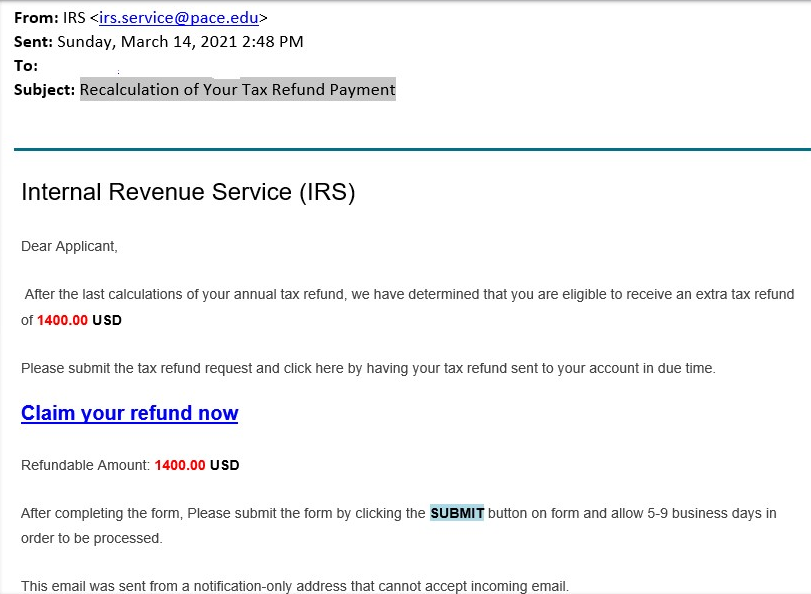 From: IRS <irs.service@pace.edu>
Sent: Sunday, March 14, 2021 2:48 PM
To:
Subject: Recalculation of Your Tax Refund Payment
Internal Revenue Service (IRS)
Dear Applicant,
After the last calculations of your annual tax refund, we have determined that you are eligible to receive an extra tax refund
of 1400.00 USD
Please submit the tax refund request and click here by having your tax refund sent to your account in due time.
Claim your refund now
Refundable Amount: 1400.00 USD
After completing the form, Please submit the form by clicking the SUBMIT button on form and allow 5-9 business days in
order to be processed.
This email was sent from a notification-only address that cannot accept incoming email.